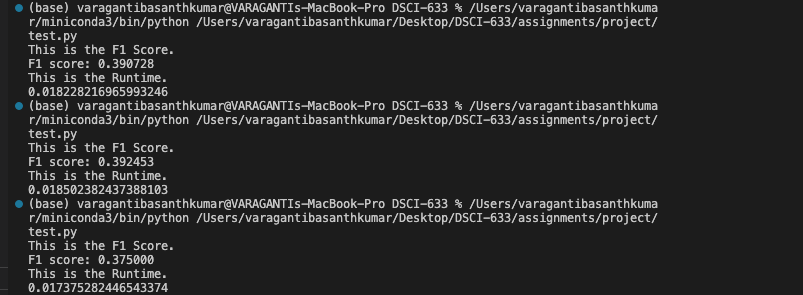 (base) varagantibasanthkumar@VARAGANTIs-MacBook-Pro DSCI-633 % /Users/varagantibasanthkuma
r/miniconda3/bin/python /Users/varagantibasanthkumar/Desktop/DSCI-633/assignments/project/
test.py
This is the F1 Score.
F1 score: 0.390728
This is the Runtime.
0.018228216965993246
(base) varagantibasanthkumar@VARAGANTIs-MacBook-Pro DSCI-633 % /Users/varagantibasanthkuma
r/miniconda3/bin/python /Users/varagantibasanthkumar/Desktop/DSCI-633/assignments/project/
test.py
This is the F1 Score.
F1 score: 0.392453
This is the Runtime.
0.018502382437388103
(base) varagantibasanthkumar@VARAGANTIs-MacBook-Pro DSCI-633 % /Users/varagantibasanthkuma
r/miniconda3/bin/python /Users/varagantibasanthkumar/Desktop/DSCI-633/assignments/project/
test.py
This is the F1 Score.
F1 score: 0.375000
This is the Runtime.
0.017375282446543374